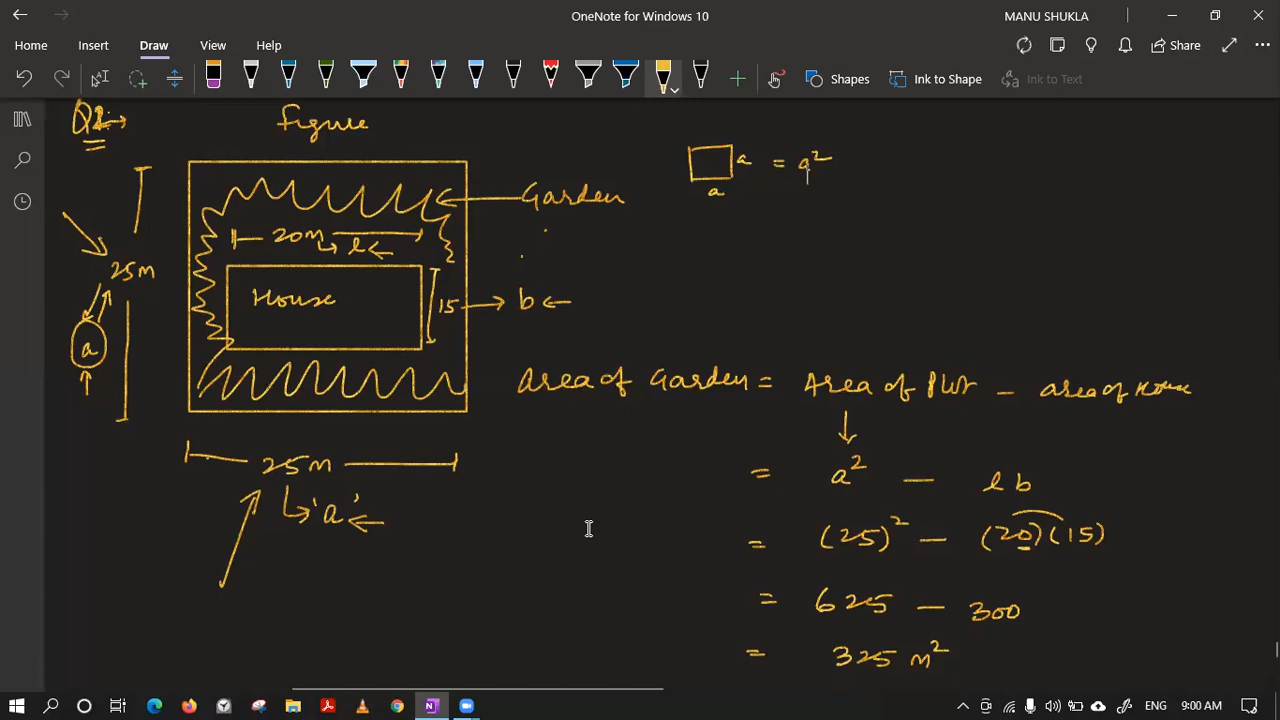 OneNote for Windows 10
MANU SHUKLA
Home Insert Draw View Help
Share
Shapes
Ink to Shape
Ink to Text
Figure
a
a
= a²
Garden
20m
l
25m
House
15 → b ←
a
Area of Garden = Area of Plot - area of House
25m
'a'
= a² - lb
= (25)² - (20)(15)
= 625 - 300
= 325 m²
9:00 AM